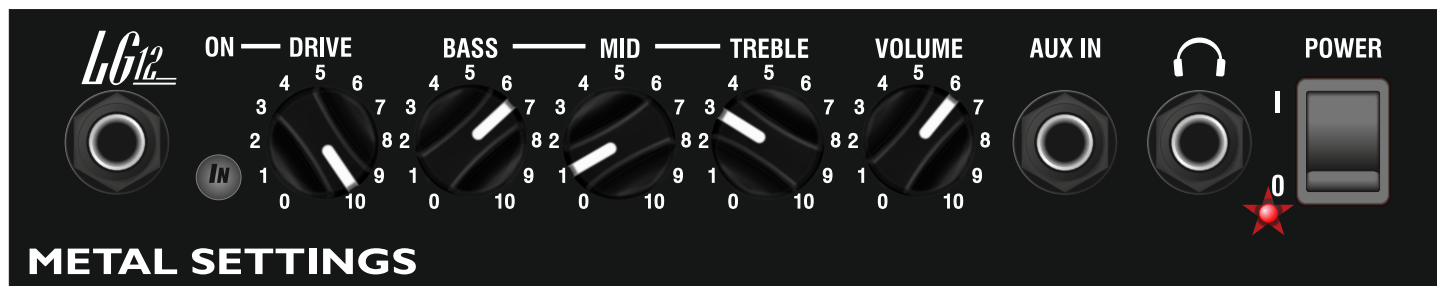 LG12
ON DRIVE BASS MID TREBLE VOLUME AUX IN POWER
0 1 2 3 4 5 6 7 8 9 10
0 1 2 3 4 5 6 7 8 9 10
0 1 2 3 4 5 6 7 8 9 10
0 1 2 3 4 5 6 7 8 9 10
0 1 2 3 4 5 6 7 8 9 10
IN
I
0
METAL SETTINGS